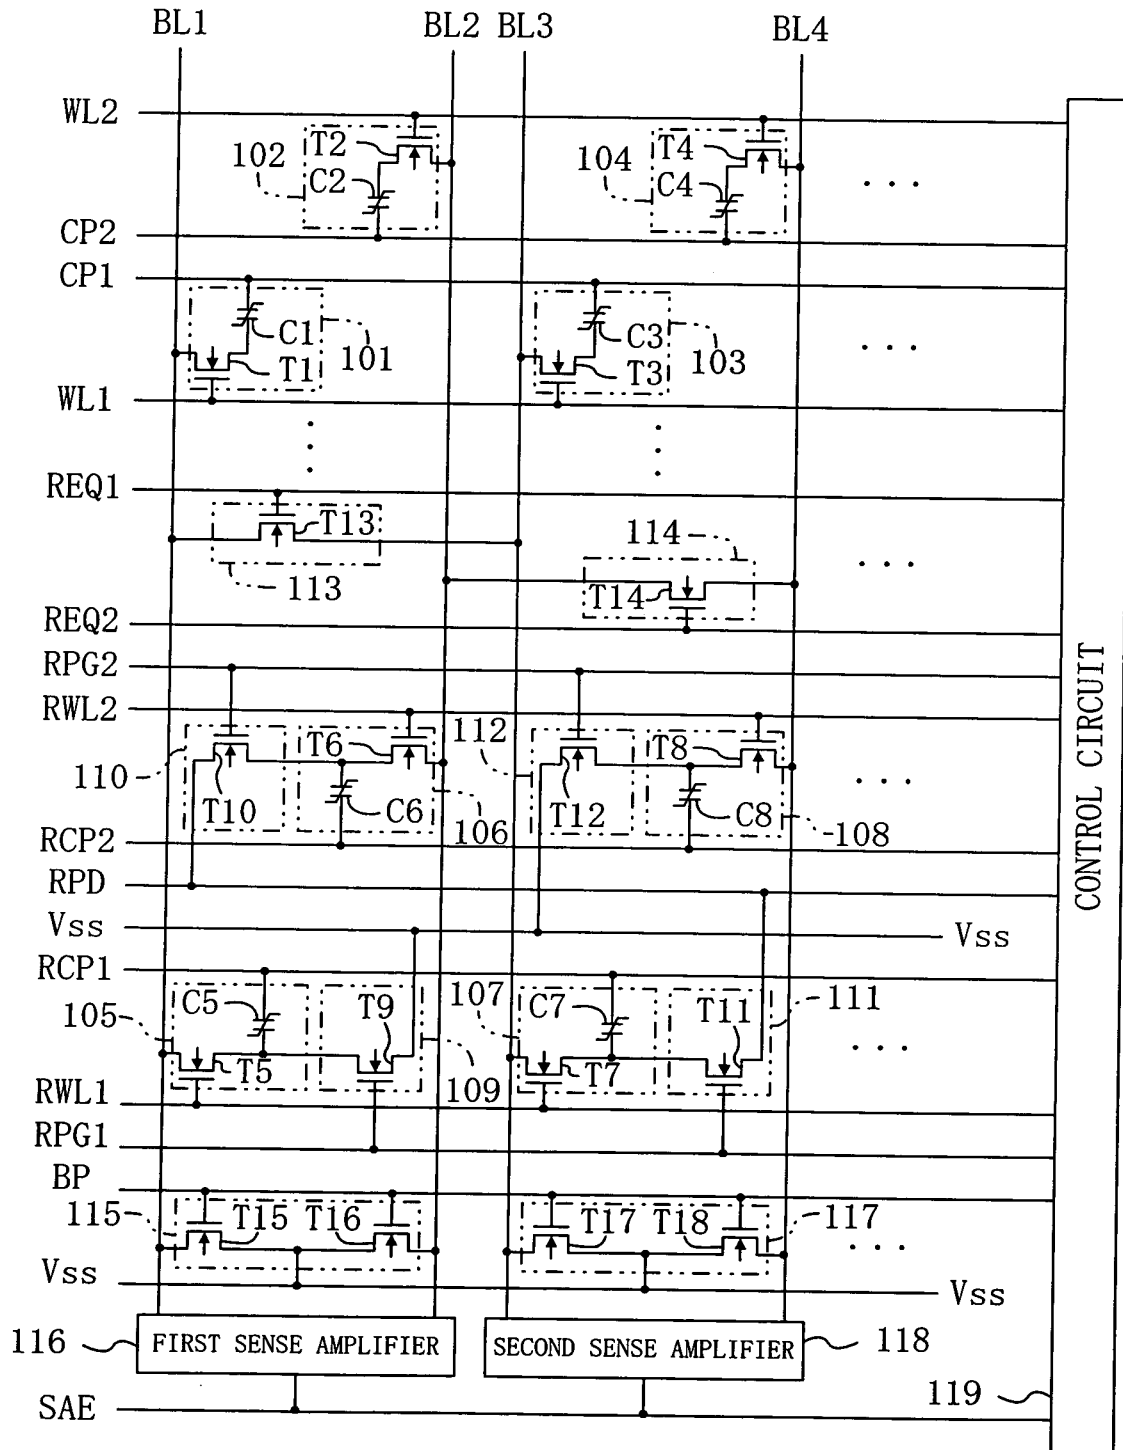 BL1
BL2 BL3
BL4
WL2
102
T2
C2
104
T4
C4
CP2
CP1
C1
101
T1
C3
103
T3
WL1
REQ1
T13
113
114
T14
REQ2
RPG2
RWL2
110
T10
T6
C6
106
112
T12
T8
C8
108
RCP2
RPD
Vss
Vss
RCP1
105
C5
T5
T9
109
107
C7
T7
T11
111
RWL1
RPG1
BP
115
T15
T16
T17
T18
117
Vss
Vss
116
FIRST SENSE AMPLIFIER
SECOND SENSE AMPLIFIER
118
SAE
119
CONTROL CIRCUIT